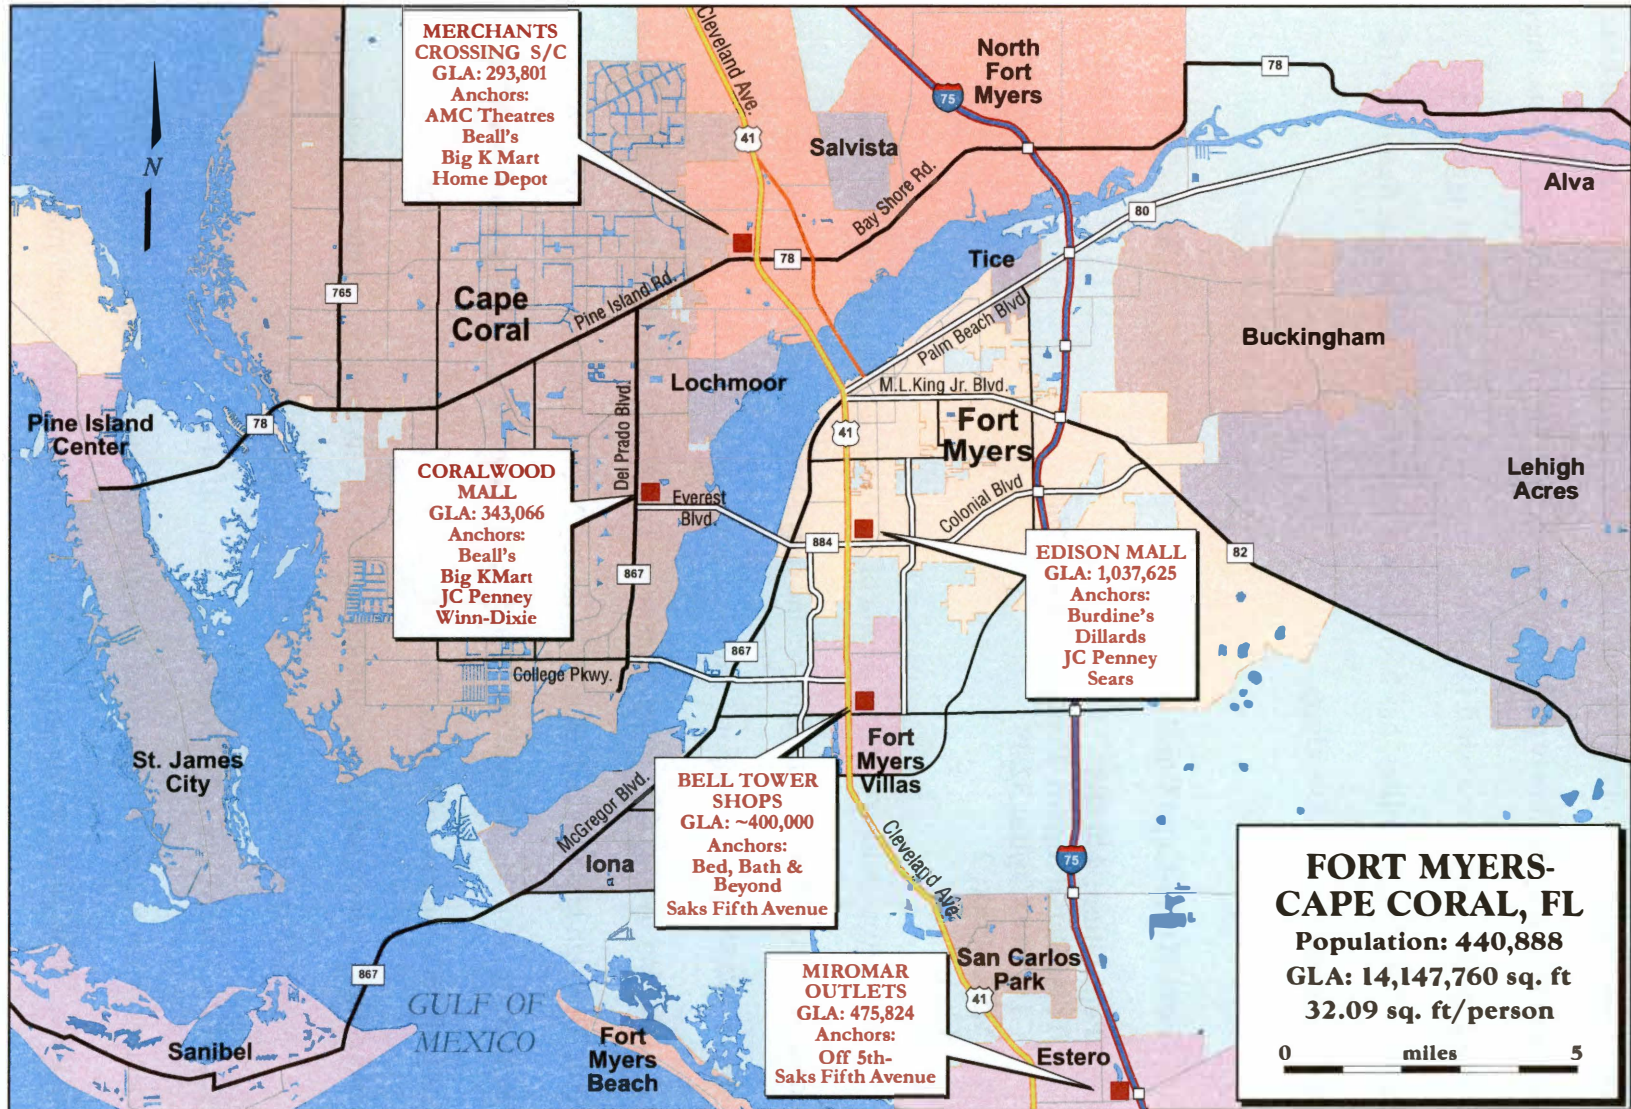 MERCHANTS
CROSSING S/C
GLA: 293,801
Anchors:
AMC Theatres
Beall's
Big K Mart
Home Depot
Cleveland Ave.
41
75
North
Fort
Myers
78
Salvista
Bay Shore Rd.
Alva
80
N
765
Cape
Coral
Pine Island Rd.
78
Tice
Palm Beach Blvd.
Buckingham
M.L.King Jr. Blvd.
Lochmoor
Del Prado Blvd.
Pine Island
Center
78
41
Fort
Myers
Colonial Blvd
Lehigh
Acres
CORALWOOD
MALL
GLA: 343,066
Anchors:
Beall's
Big KMart
JC Penney
Winn-Dixie
Everest
Blvd.
884
867
EDISON MALL
GLA: 1,037,625
Anchors:
Burdine's
Dillards
JC Penney
Sears
82
867
College Pkwy.
St. James
City
Fort
Myers
Villas
BELL TOWER
SHOPS
GLA: ~400,000
Anchors:
Bed, Bath &
Beyond
Saks Fifth Avenue
McGregor Blvd.
Iona
Cleveland Ave.
75
867
San Carlos
Park
41
MIROMAR
OUTLETS
GLA: 475,824
Anchors:
Off 5th-
Saks Fifth Avenue
Estero
GULF OF
MEXICO
Sanibel
Fort
Myers
Beach
FORT MYERS-
CAPE CORAL, FL
Population: 440,888
GLA: 14,147,760 sq. ft
32.09 sq. ft/person
0 miles 5